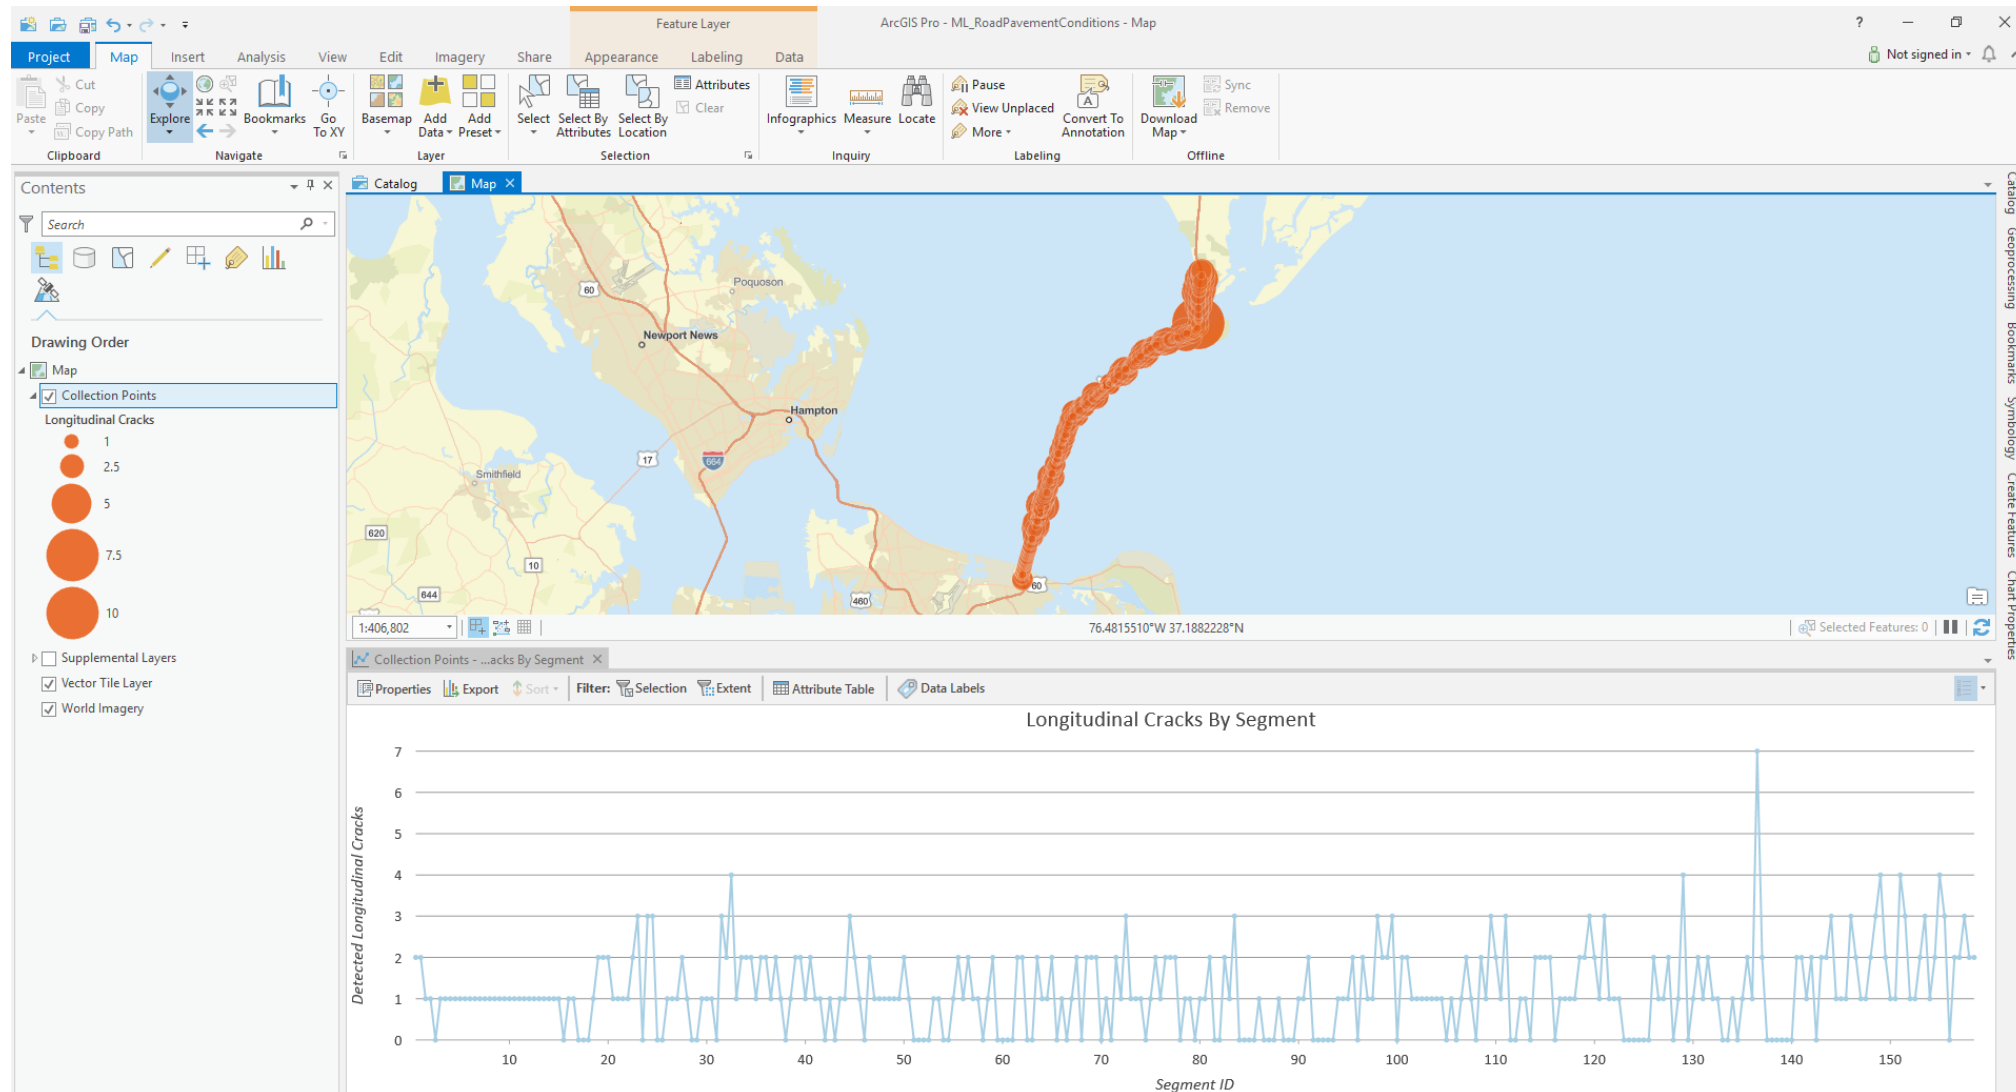 Feature Layer
ArcGIS Pro - ML_RoadPavementConditions - Map
?
Project Map Insert Analysis View Edit Imagery Share Appearance Labeling Data
Not signed in
Paste
Cut
Copy
Copy Path
Clipboard
Explore
Bookmarks
Go To XY
Navigate
Basemap
Add Data
Add Preset
Layer
Select
Select By Attributes
Select By Location
Attributes
Clear
Selection
Infographics
Measure
Locate
Inquiry
Pause
View Unplaced
More
A
Convert To Annotation
Labeling
Download Map
Sync
Remove
Offline
Contents
Search
Drawing Order
Map
Collection Points
Longitudinal Cracks
1
2.5
5
7.5
10
Supplemental Layers
Vector Tile Layer
World Imagery
Catalog
Map
60
Poquoson
Newport News
Hampton
17
664
Smithfield
620
10
644
460
60
1:406,802
76.4815510°W 37.1882228°N
Selected Features: 0
Catalog
Geoprocessing
Bookmarks
Symbology
Create Features
Chart Properties
Collection Points - ...acks By Segment
Properties Export Sort Filter: Selection Extent Attribute Table Data Labels
Longitudinal Cracks By Segment
Detected Longitudinal Cracks
7
6
5
4
3
2
1
0
10 20 30 40 50 60 70 80 90 100 110 120 130 140 150
Segment ID